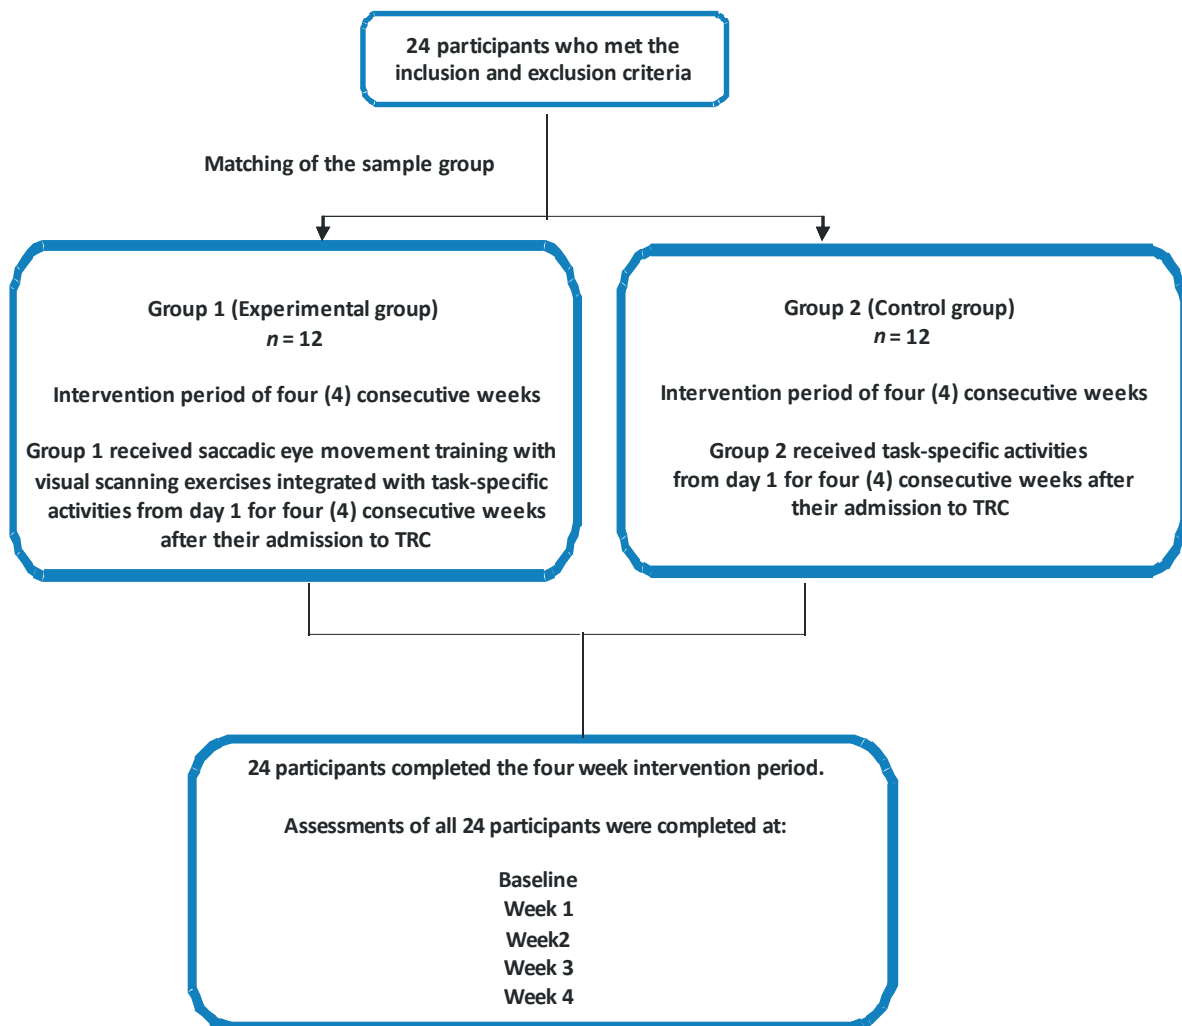 24 participants who met the
inclusion and exclusion criteria
Matching of the sample group
Group 1 (Experimental group)
n = 12
Intervention period of four (4) consecutive weeks
Group 1 received saccadic eye movement training with
visual scanning exercises integrated with task-specific
activities from day 1 for four (4) consecutive weeks
after their admission to TRC
Group 2 (Control group)
n = 12
Intervention period of four (4) consecutive weeks
Group 2 received task-specific activities
from day 1 for four (4) consecutive weeks after
their admission to TRC
24 participants completed the four week intervention period.
Assessments of all 24 participants were completed at:
Baseline
Week 1
Week2
Week 3
Week 4